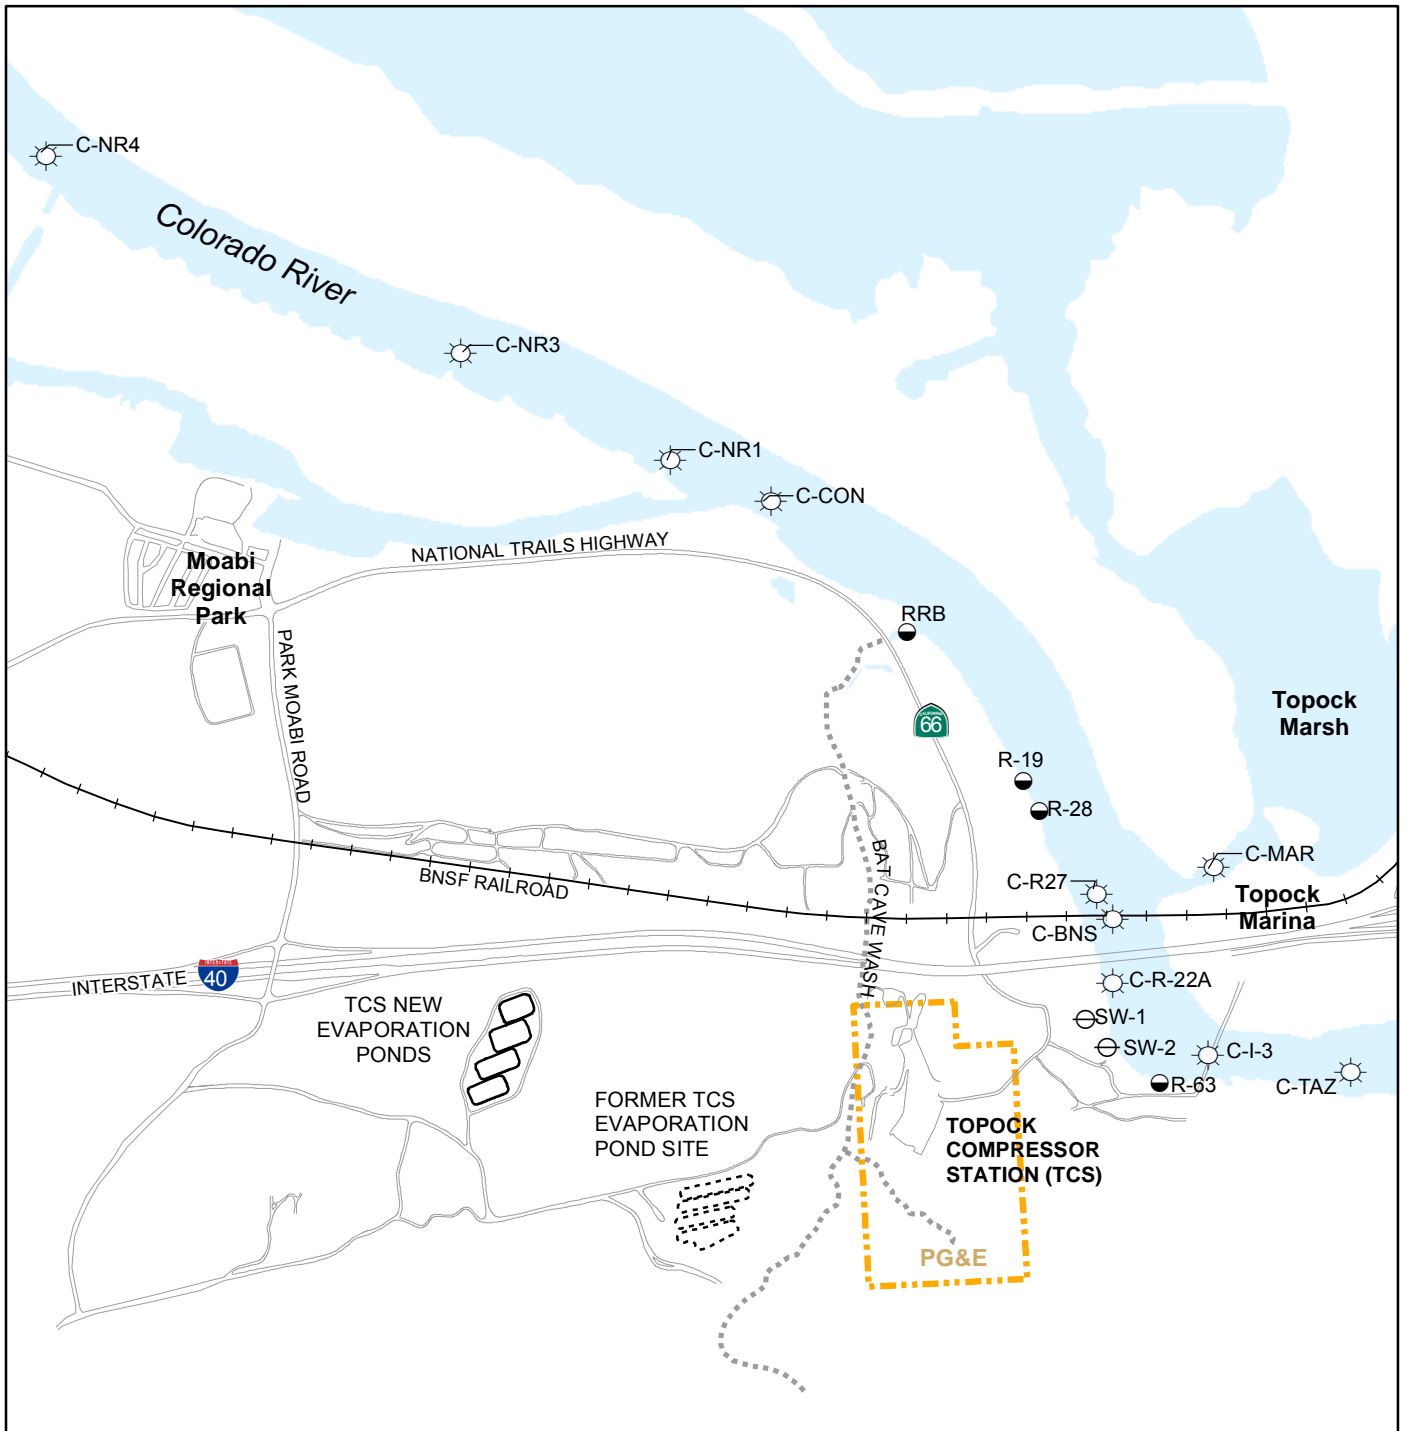 C-NR4
Colorado River
C-NR3
C-NR1
C-CON
NATIONAL TRAILS HIGHWAY
Moabi
Regional
Park
RRB
PARK MOABI ROAD
CALIFORNIA
66
Topock
Marsh
R-19
R-28
BAT CAVE WASH
C-MAR
BNSF RAILROAD
C-R27
Topock
Marina
C-BNS
INTERSTATE
INTERSTATE
40
C-R-22A
TCS NEW
EVAPORATION
PONDS
SW-1
SW-2
C-I-3
R-63
C-TAZ
FORMER TCS
EVAPORATION
POND SITE
TOPOCK
COMPRESSOR
STATION (TCS)
PG&E